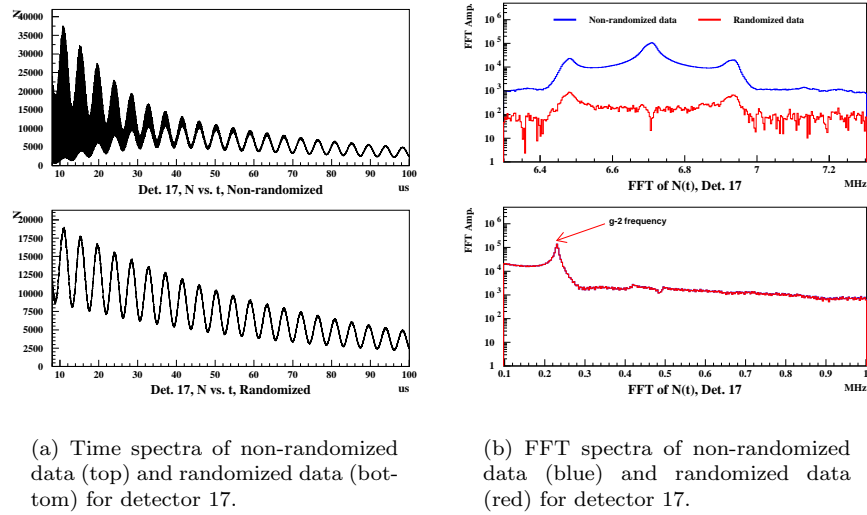 N
40000
35000
30000
25000
20000
15000
10000
5000
0
10 20 30 40 50 60 70 80 90 100
Det. 17, N vs. t, Non-randomized
us
N
20000
17500
15000
12500
10000
7500
5000
2500
0
10 20 30 40 50 60 70 80 90 100
Det. 17, N vs. t, Randomized
us
FFT Amp.
Non-randomized data
Randomized data
10^6
10^5
10^4
10^3
10^2
10
1
6.4 6.6 6.8 7 7.2
FFT of N(t), Det. 17
MHz
FFT Amp.
g-2 frequency
10^6
10^5
10^4
10^3
10^2
10
1
0.1 0.2 0.3 0.4 0.5 0.6 0.7 0.8 0.9 1
FFT of N(t), Det. 17
MHz
(a) Time spectra of non-randomized
data (top) and randomized data (bot-
tom) for detector 17.
(b) FFT spectra of non-randomized
data (blue) and randomized data
(red) for detector 17.